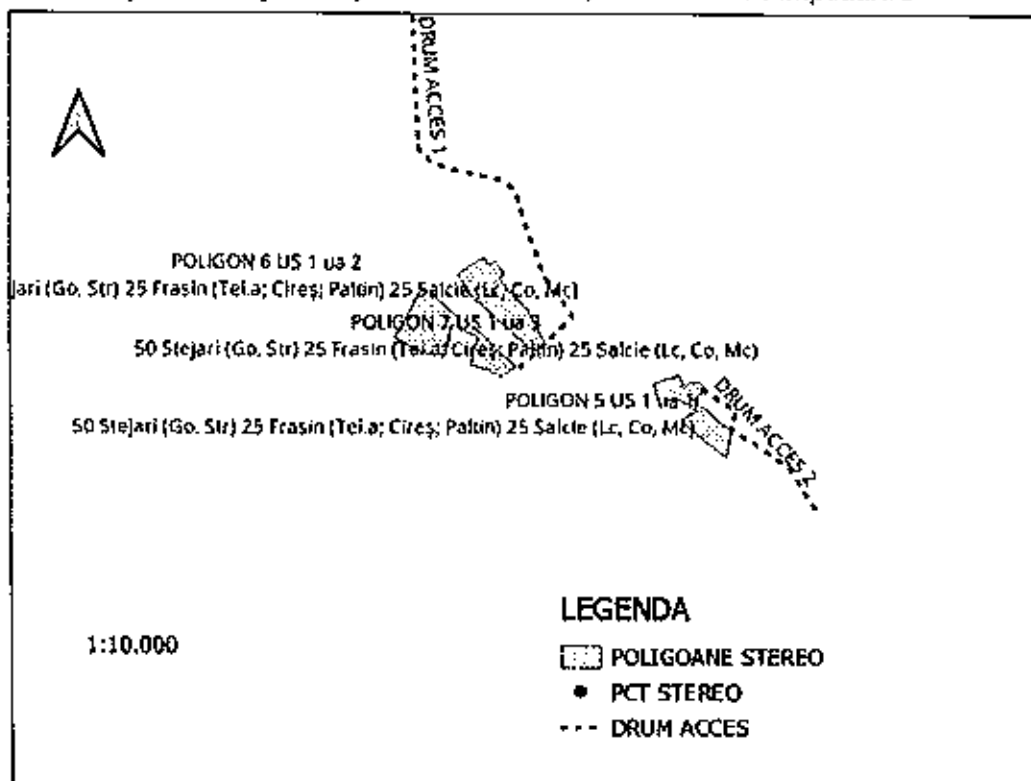 DRUM ACCES 1
POLIGON 6 US 1 ua 2
jari (Go, Str) 25 Frasin (Tei.a; Cireș; Paltin) 25 Salcie (Lc, Co, Mc)
POLIGON 7 US 1 ua 3
50 Stejari (Go, Str) 25 Frasin (Tei.a; Cireș; Paltin) 25 Salcie (Lc, Co, Mc)
POLIGON 5 US 1 ua
50 Stejari (Go, Str) 25 Frasin (Tei.a; Cireș; Paltin) 25 Salcie (Lc, Co, Mc)
DRUM ACCES 2
1:10.000
LEGENDA
POLIGOANE STEREO
PCT STEREO
DRUM ACCES